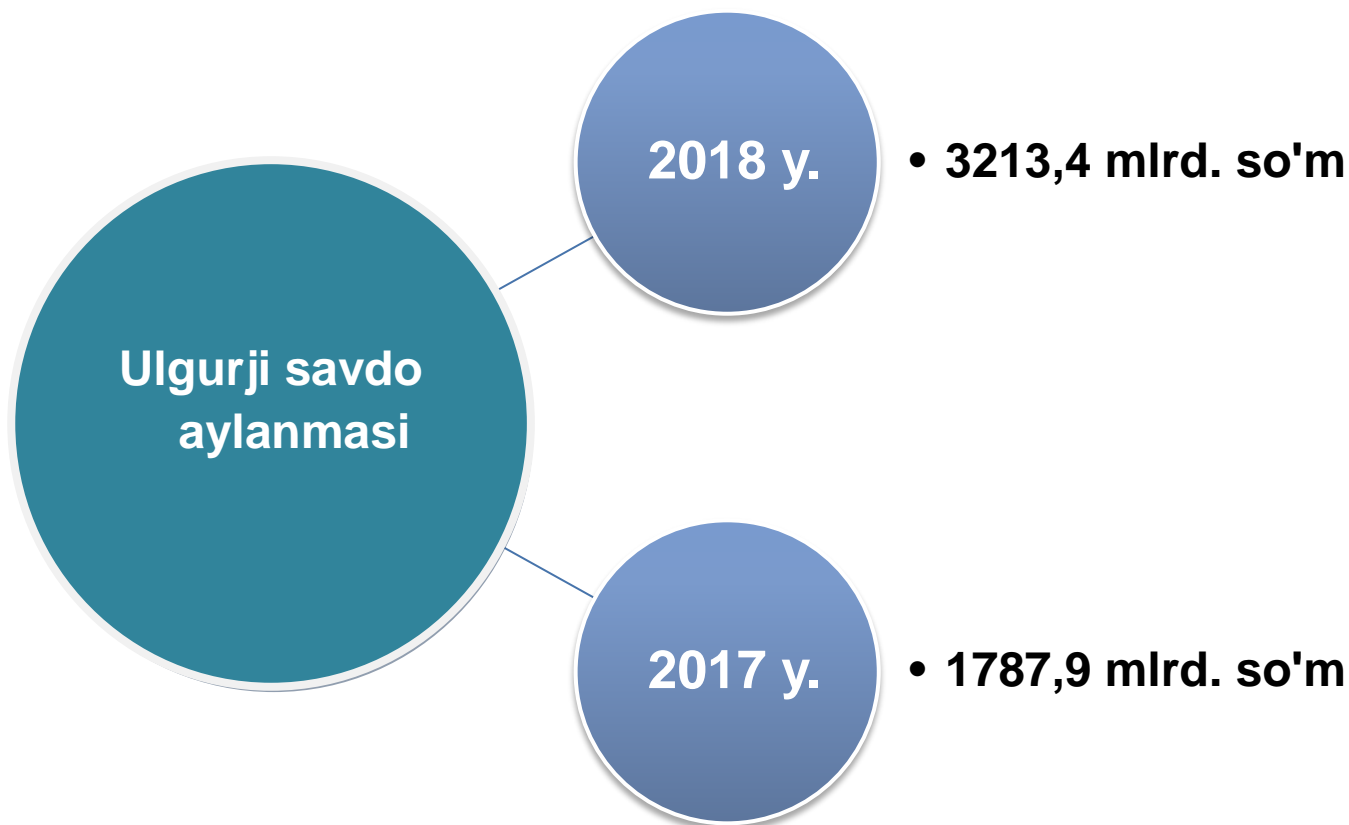 Ulgurji savdo
aylanmasi
2018 y.
• 3213,4 mlrd. so'm
2017 y.
• 1787,9 mlrd. so'm